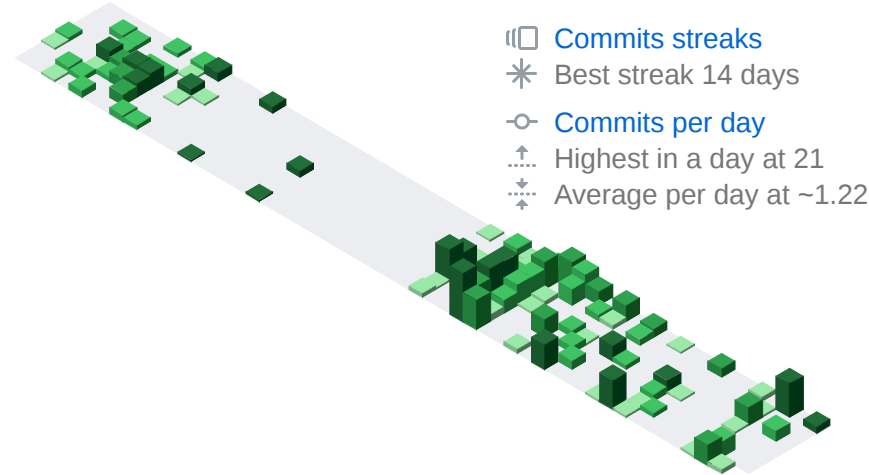 Commits streaks
Best streak 14 days
Commits per day
Highest in a day at 21
Average per day at ~1.22